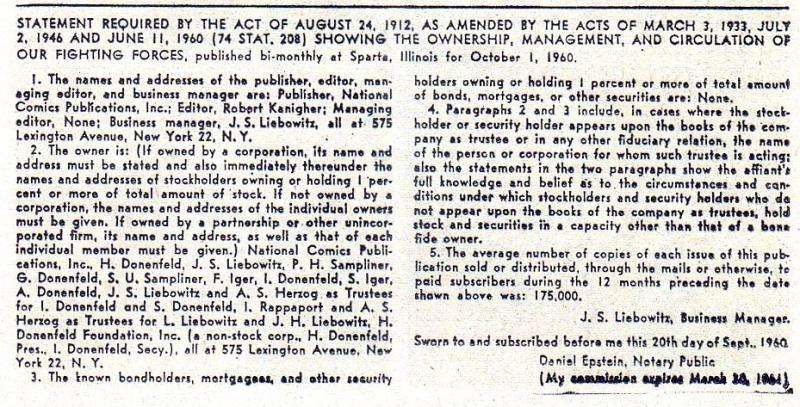 STATEMENT REQUIRED BY THE ACT OF AUGUST 24, 1912, AS AMENDED BY THE ACTS OF MARCH 3, 1933, JULY
2, 1946 AND JUNE 11, 1960 (74 STAT. 208) SHOWING THE OWNERSHIP, MANAGEMENT, AND CIRCULATION OF
OUR FIGHTING FORCES, published bi-monthly at Sparta, Illinois for October 1, 1960.
1. The names and addresses of the publisher, editor, man-
aging editor, and business manager are: Publisher, National
Comics Publications, Inc.; Editor, Robert Kanigher; Managing
editor, None; Business manager, J. S. Liebowitz, all at 575
Lexington Avenue, New York 22, N. Y.
2. The owner is: (If owned by a corporation, its name and
address must be stated and also immediately thereunder the
names and addresses of stockholders owning or holding 1 per-
cent or more of total amount of stock. If not owned by a
corporation, the names and addresses of the individual owners
must be given. If owned by a partnership or other unincor-
porated firm, its name and address, as well as that of each
individual member must be given.) National Comics Publi-
cations, Inc., H. Donenfeld, J. S. Liebowitz, P. H. Sampliner,
G. Donenfeld, S. U. Sampliner, F. Iger, I. Donenfeld, S. Iger,
A. Donenfeld, J. S. Liebowitz and A. S. Herzog as Trustees
for I. Donenfeld and S. Donenfeld, I. Rappaport and A. S.
Herzog as Trustees for L. Liebowitz and J. H. Liebowitz, H.
Donenfeld Foundation, Inc. (a non-stock corp., H. Donenfeld,
Pres., I. Donenfeld, Secy.), all at 575 Lexington Avenue, New
York 22, N. Y.
3. The known bondholders, mortgagees, and other security
holders owning or holding 1 percent or more of total amount
of bonds, mortgages, or other securities are: None.
4. Paragraphs 2 and 3 include, in cases where the stock-
holder or security holder appears upon the books of the com-
pany as trustee or in any other fiduciary relation, the name
of the person or corporation for whom such trustee is acting;
also the statements in the two paragraphs show the affiant's
full knowledge and belief as to the circumstances and con-
ditions under which stockholders and security holders who do
not appear upon the books of the company as trustees, hold
stock and securities in a capacity other than that of a bona
fide owner.
5. The average number of copies of each issue of this pub-
lication sold or distributed, through the mails or otherwise, to
paid subscribers during the 12 months preceding the date
shown above was: 175,000.
J. S. Liebowitz, Business Manager.
Sworn to and subscribed before me this 20th day of Sept., 1960
Daniel Epstein, Notary Public
(My commission expires March 30, 1961)